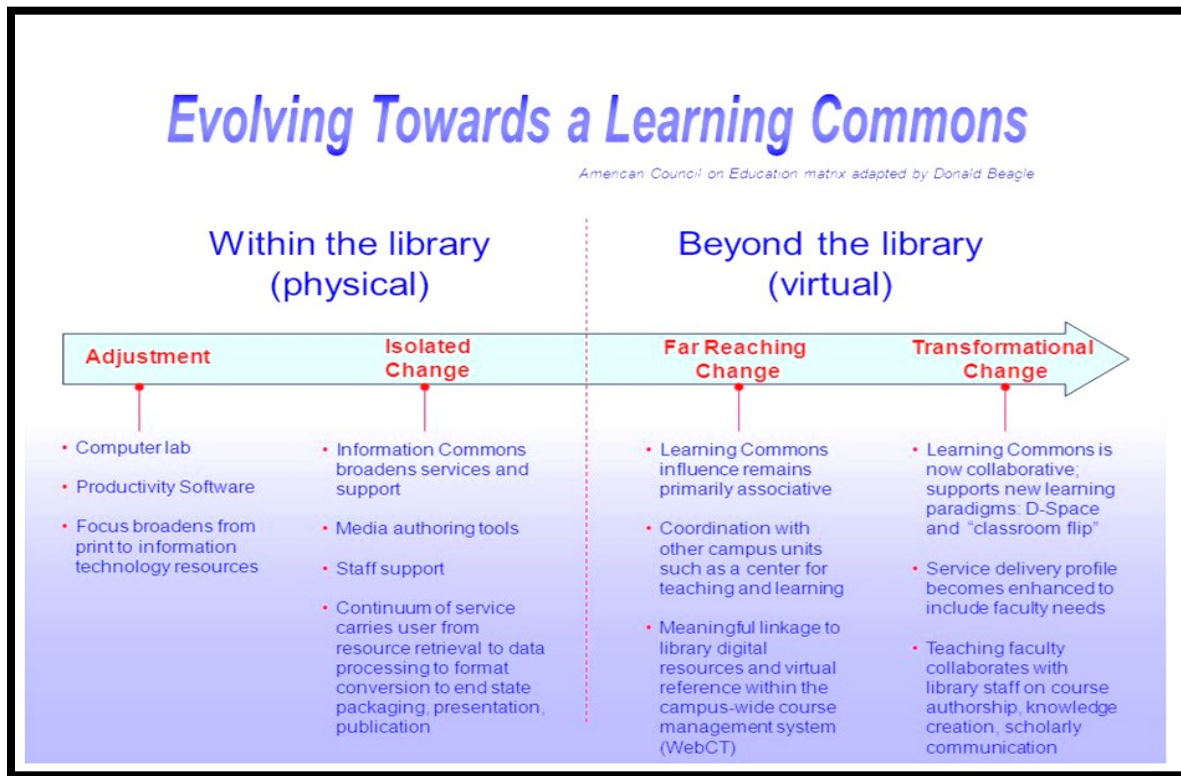 Evolving Towards a Learning Commons
American Council on Education matrix adapted by Donald Beagle
Within the library
(physical)
Beyond the library
(virtual)
Adjustment
Isolated
Change
Far Reaching
Change
Transformational
Change
• Computer lab
• Productivity Software
• Focus broadens from
print to information
technology resources
• Information Commons
broadens services and
support
• Media authoring tools
• Staff support
• Continuum of service
carries user from
resource retrieval to data
processing to format
conversion to end state
packaging, presentation,
publication
• Learning Commons
influence remains
primarily associative
• Coordination with
other campus units
such as a center for
teaching and learning
• Meaningful linkage to
library digital
resources and virtual
reference within the
campus-wide course
management system
(WebCT)
• Learning Commons is
now collaborative;
supports new learning
paradigms: D-Space
and “classroom flip”
• Service delivery profile
becomes enhanced to
include faculty needs
• Teaching faculty
collaborates with
library staff on course
authorship, knowledge
creation, scholarly
communication